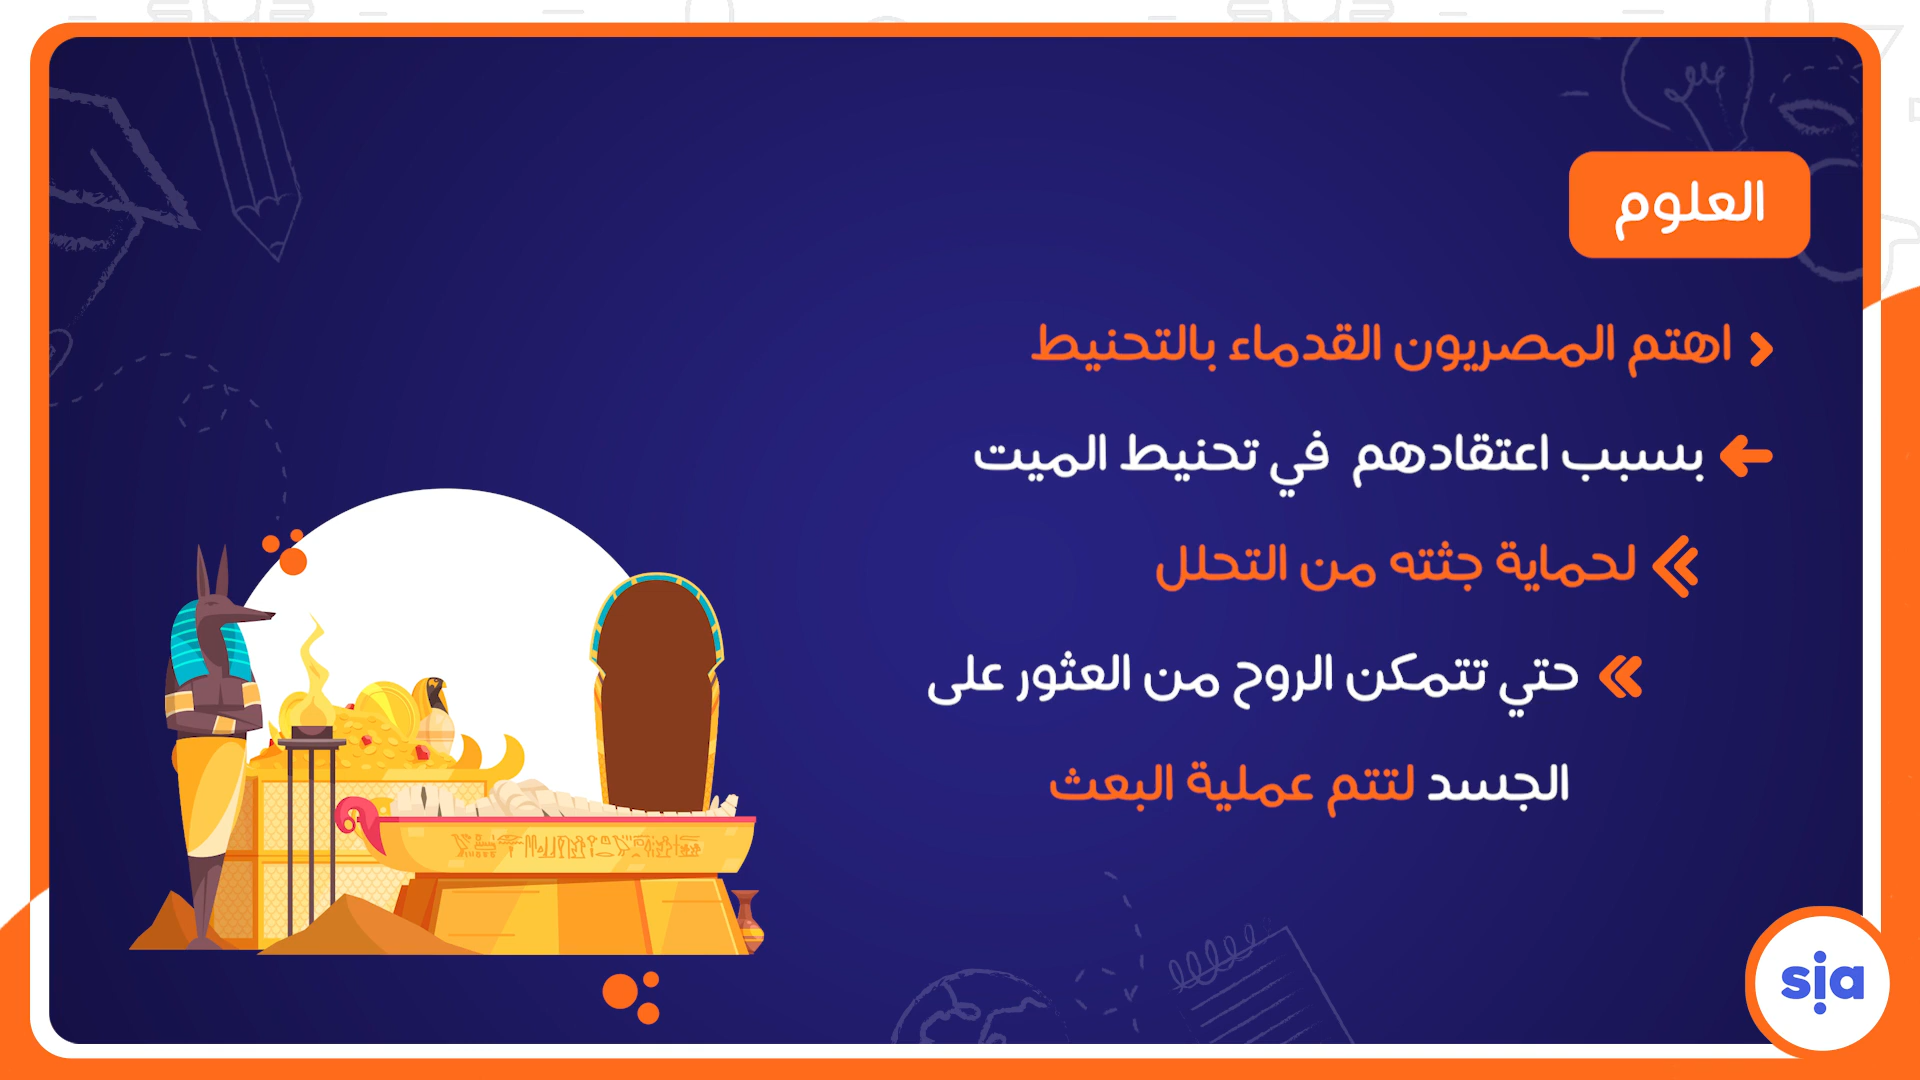 العلوم
اهتم المصريون القدماء بالتحنيط
بسبب اعتقادهم في تحنيط الميت
لحماية جثته من التحلل
حتي تتمكن الروح من العثور على
الجسد لتتم عملية البعث
sia